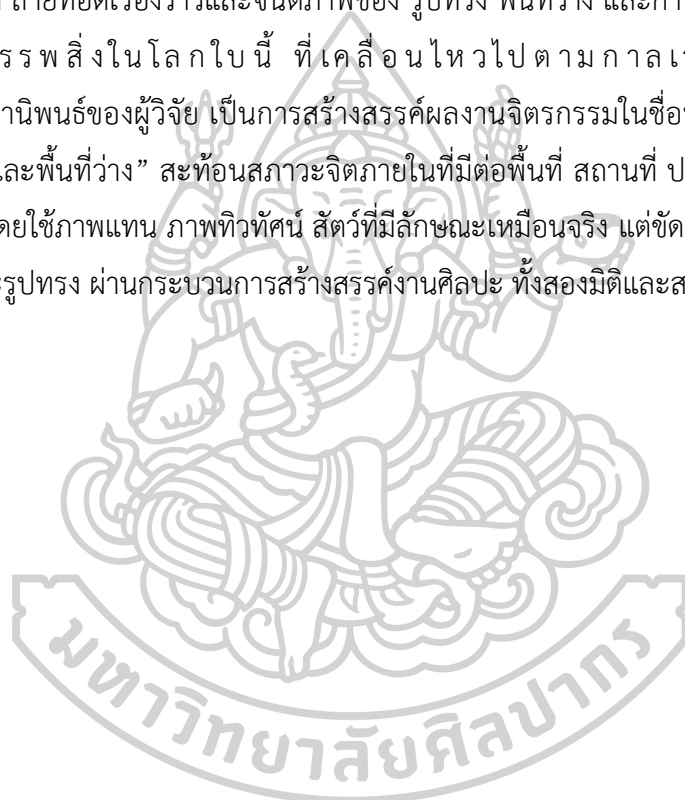 ถ่ายทอดเรื่องราวและจินตภาพของ รูปทรง พื้นที่ว่าง
ร ร พ สิ่ ง ใ น โ ล ก ใ บ นี้ ที่ เ ค ลื่ อ น ไ ห ว ไ ป ต า ม ก า ล เ
านิพนธ์ของผู้วิจัย เป็นการสร้างสรรค์ผลงานจิตรกรรมในชื่อ
และพื้นที่ว่าง” สะท้อนสภาวะจิตภายในที่มีต่อพื้นที่ สถานที่ ป
ดยใช้ภาพแทน ภาพทิวทัศน์ สัตว์ที่มีลักษณะเหมือนจริง แต่ขัด
ะรูปทรง ผ่านกระบวนการสร้างสรรค์งานศิลปะ ทั้งสองมิติและส
มหาวิทยาลัยศิลปากร